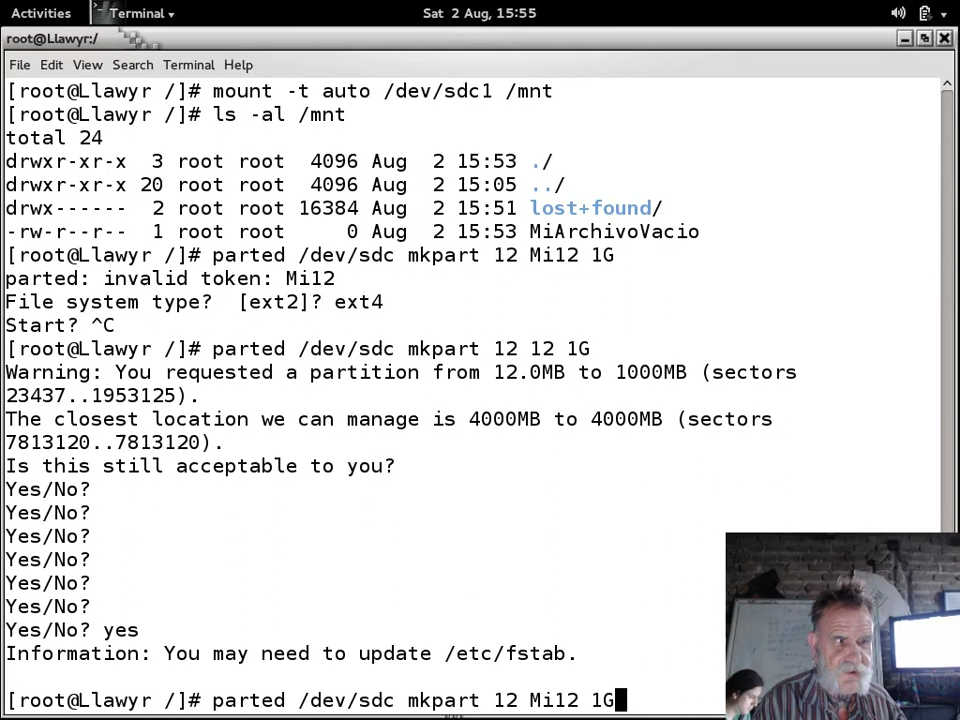 Activities Terminal Sat 2 Aug, 15:55
root@Llawyr:/
File Edit View Search Terminal Help
[root@Llawyr /]# mount -t auto /dev/sdc1 /mnt
[root@Llawyr /]# ls -al /mnt
total 24
drwxr-xr-x  3 root root  4096 Aug  2 15:53 ./
drwxr-xr-x 20 root root  4096 Aug  2 15:05 ../
drwx------  2 root root 16384 Aug  2 15:51 lost+found/
-rw-r--r--  1 root root     0 Aug  2 15:53 MiArchivoVacio
[root@Llawyr /]# parted /dev/sdc mkpart 12 Mi12 1G
parted: invalid token: Mi12
File system type?  [ext2]? ext4
Start? ^C
[root@Llawyr /]# parted /dev/sdc mkpart 12 12 1G
Warning: You requested a partition from 12.0MB to 1000MB (sectors
23437..1953125).
The closest location we can manage is 4000MB to 4000MB (sectors
7813120..7813120).
Is this still acceptable to you?
Yes/No?
Yes/No?
Yes/No?
Yes/No?
Yes/No?
Yes/No?
Yes/No? yes
Information: You may need to update /etc/fstab.
[root@Llawyr /]# parted /dev/sdc mkpart 12 Mi12 1G